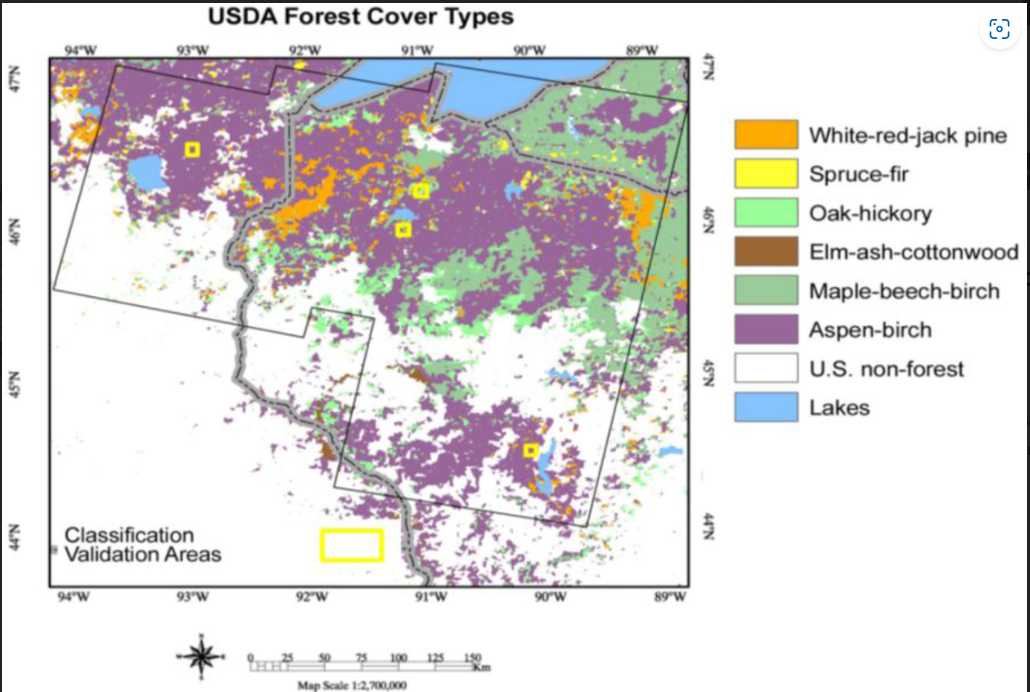 USDA Forest Cover Types
94°W 93°W 92°W 91°W 90°W 89°W
47°N 47°N
46°N 46°N
45°N 45°N
44°N 44°N
White-red-jack pine
Spruce-fir
Oak-hickory
Elm-ash-cottonwood
Maple-beech-birch
Aspen-birch
U.S. non-forest
Lakes
Classification
Validation Areas
94°W 93°W 92°W 91°W 90°W 89°W
N
W E
S
0 25 50 75 100 125 150
Km
Map Scale 1:2,700,000